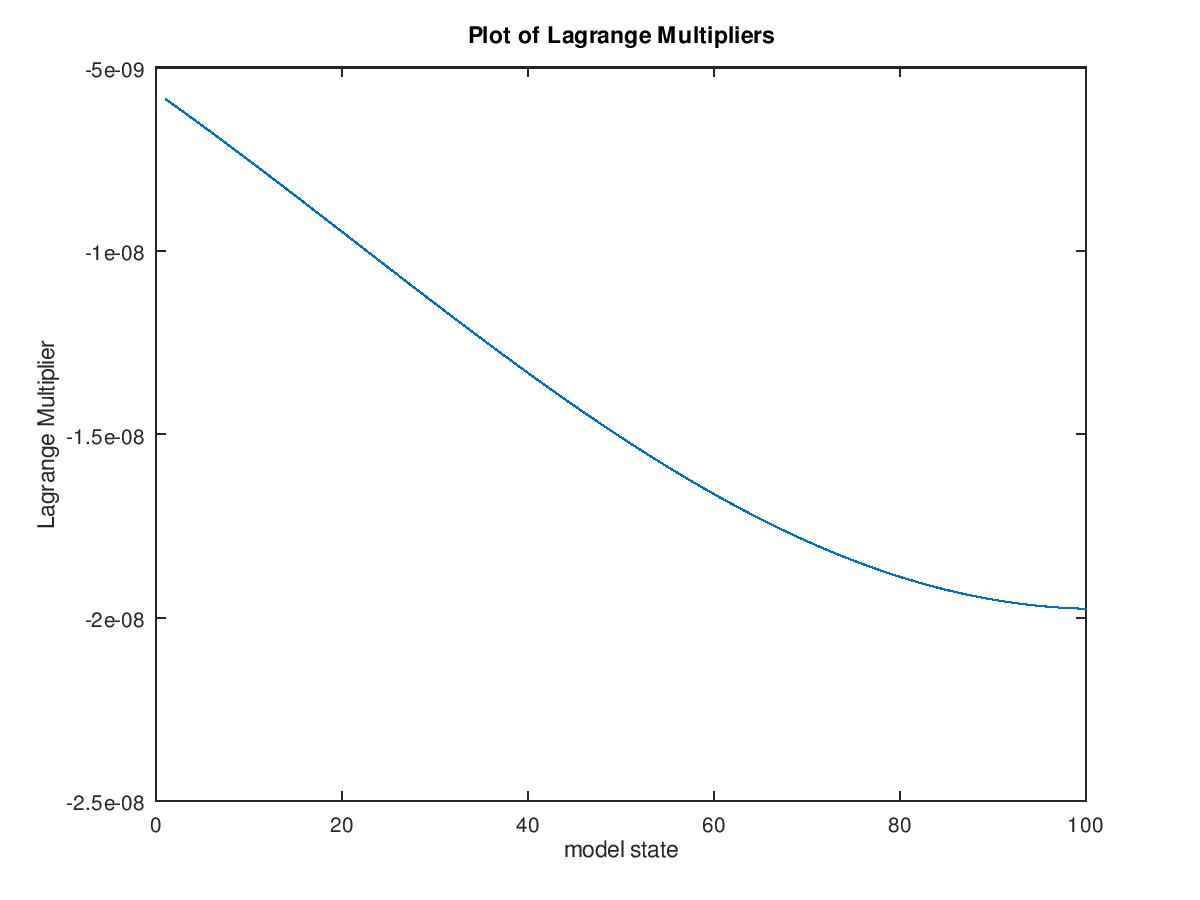 Plot of Lagrange Multipliers
-5e-09
-1e-08
-1.5e-08
-2e-08
-2.5e-08
Lagrange Multiplier
0 20 40 60 80 100
model state